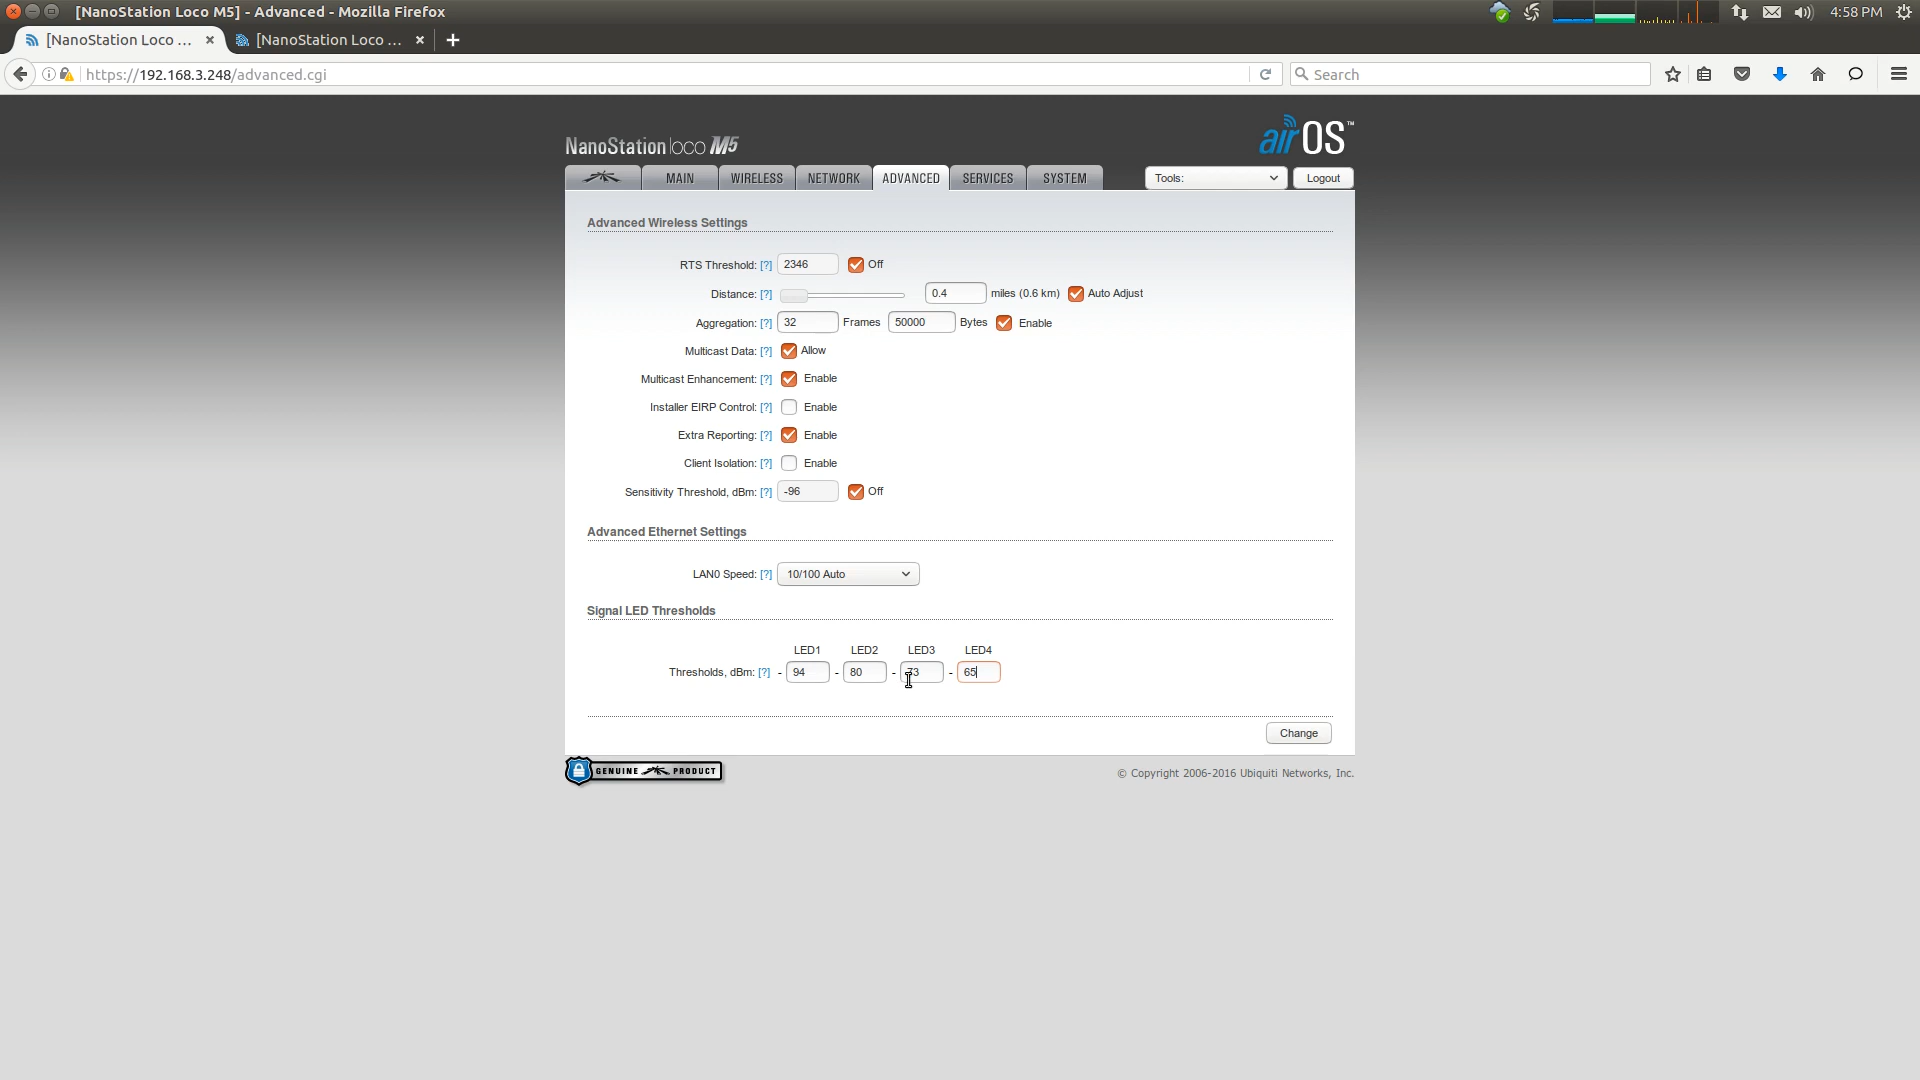 [NanoStation Loco M5] - Advanced - Mozilla Firefox
4:58 PM
[NanoStation Loco ... × [NanoStation Loco ... × +
https://192.168.3.248/advanced.cgi
Search
NanoStation loco M5
airOS™
MAIN WIRELESS NETWORK ADVANCED SERVICES SYSTEM
Tools: Logout
Advanced Wireless Settings
RTS Threshold: [?] 2346 Off
Distance: [?] 0.4 miles (0.6 km) Auto Adjust
Aggregation: [?] 32 Frames 50000 Bytes Enable
Multicast Data: [?] Allow
Multicast Enhancement: [?] Enable
Installer EIRP Control: [?] Enable
Extra Reporting: [?] Enable
Client Isolation: [?] Enable
Sensitivity Threshold, dBm: [?] -96 Off
Advanced Ethernet Settings
LAN0 Speed: [?] 10/100 Auto
Signal LED Thresholds
LED1 LED2 LED3 LED4
Thresholds, dBm: [?] - 94 - 80 - 73 - 65
Change
GENUINE PRODUCT
© Copyright 2006-2016 Ubiquiti Networks, Inc.